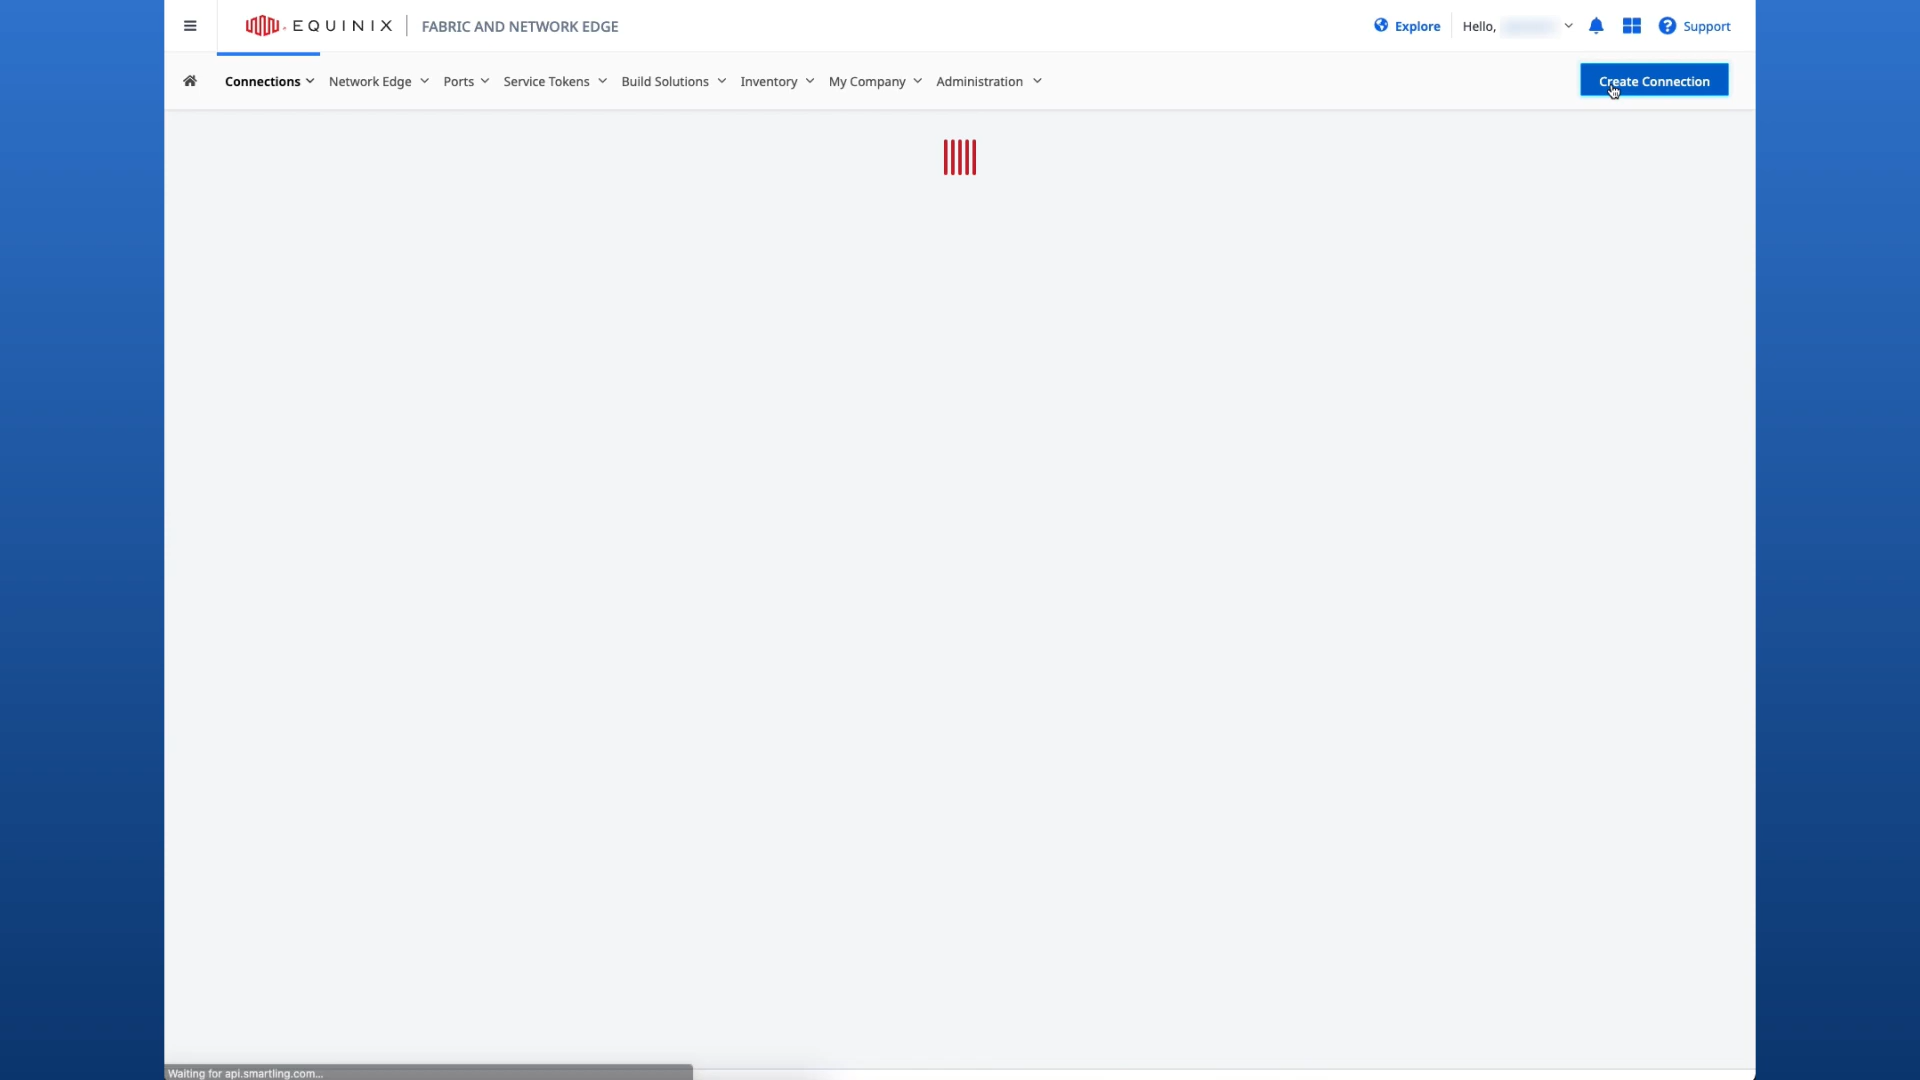 EQUINIX FABRIC AND NETWORK EDGE
Explore
Hello,
Support
Connections
Network Edge
Ports
Service Tokens
Build Solutions
Inventory
My Company
Administration
Create Connection
Waiting for api.smartling.com...